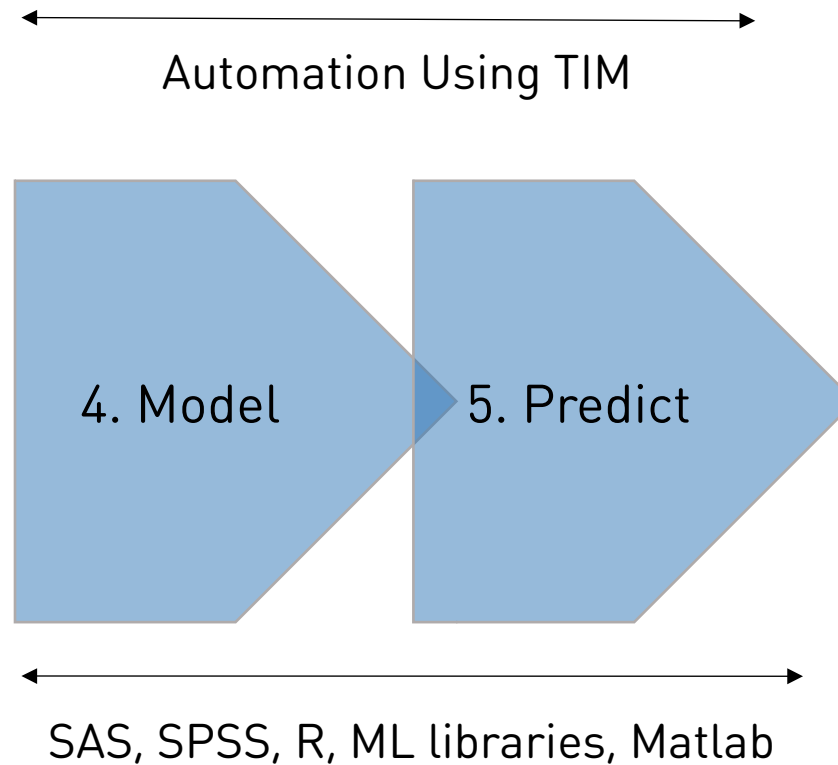 Automation Using TIM
4. Model
5. Predict
SAS, SPSS, R, ML libraries, Matlab